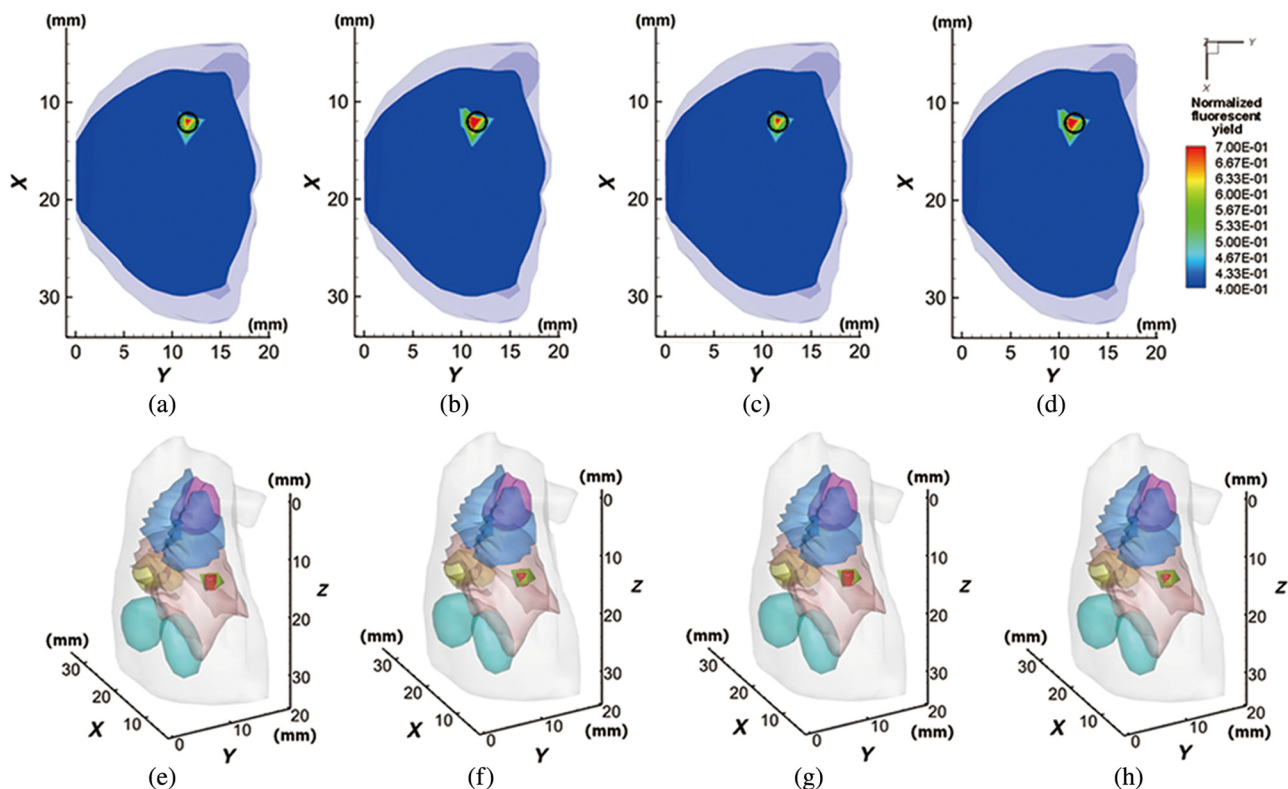 (mm) (mm) (mm) (mm)
Z Y
X
Normalized
fluorescent
yield
7.00E-01
6.67E-01
6.33E-01
6.00E-01
5.67E-01
5.33E-01
5.00E-01
4.67E-01
4.33E-01
4.00E-01
10 10 10 10
X X X X
20 20 20 20
30 30 30 30
(mm) (mm) (mm) (mm)
0 5 10 15 20 0 5 10 15 20 0 5 10 15 20 0 5 10 15 20
Y Y Y Y
(a) (b) (c) (d)
(mm) (mm) (mm) (mm)
0 0 0 0
10 10 10 10
Z Z Z Z
20 20 20 20
30 30 30 30
(mm) (mm) (mm) (mm)
30 30 30 30
20 20 20 20
X 10 X 10 X 10 X 10
0 10 20 0 10 20 0 10 20 0 10 20
Y (mm) Y (mm) Y (mm) Y (mm)
(e) (f) (g) (h)